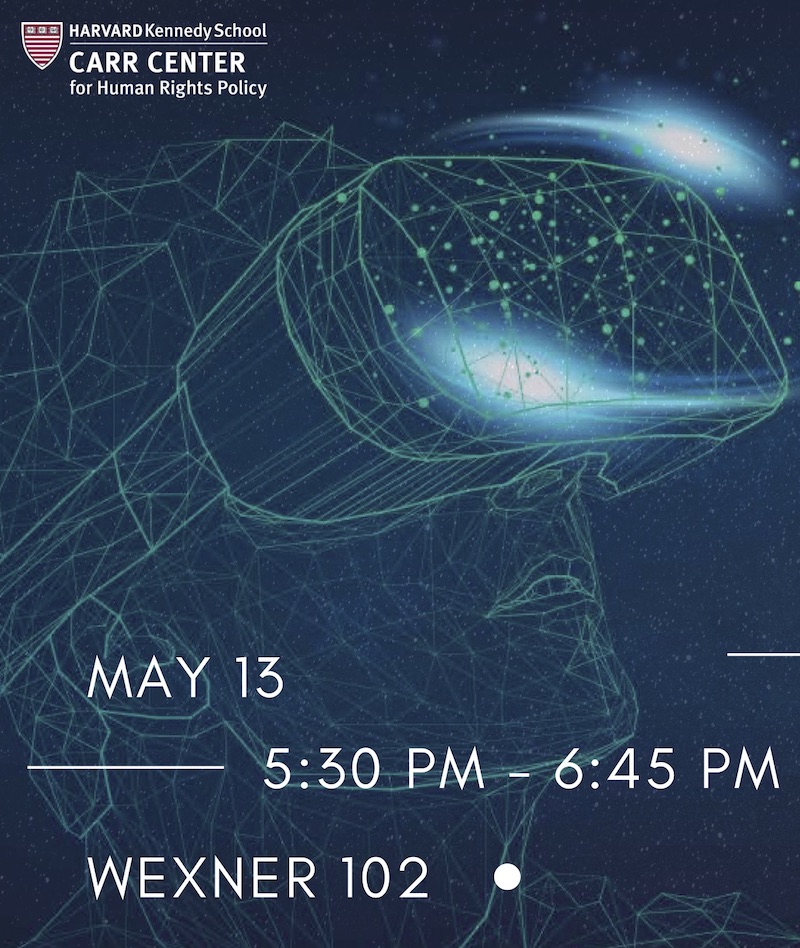 HARVARD Kennedy School
CARR CENTER
for Human Rights Policy
MAY 13
5:30 PM – 6:45 PM
WEXNER 102